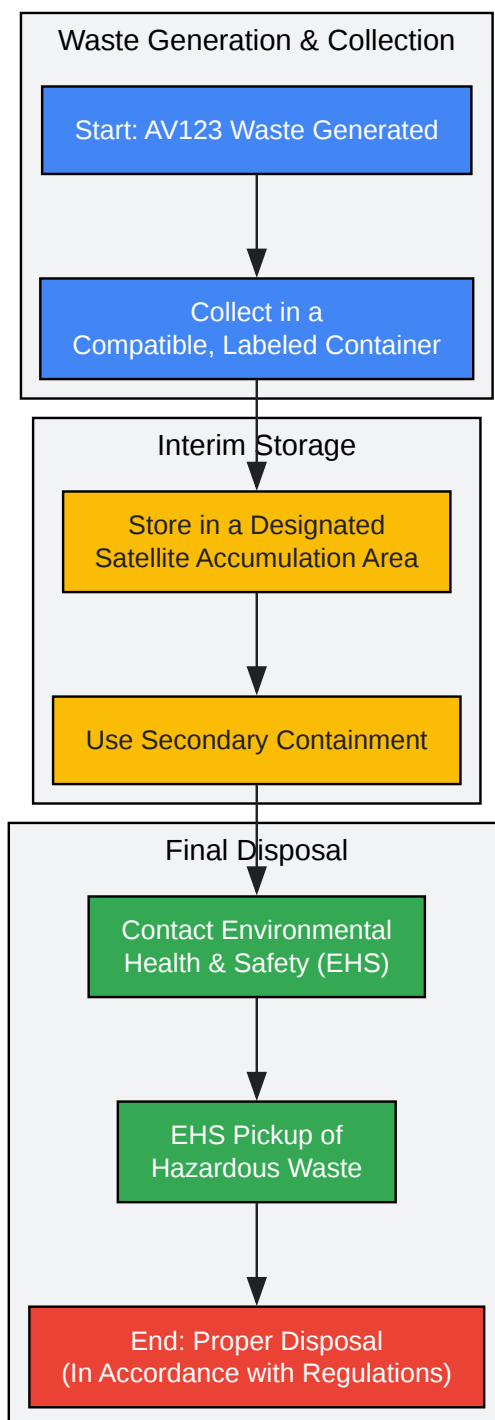 Waste Generation & Collection
Start: AV123 Waste Generated
Collect in a
Compatible, Labeled Container
Interim Storage
Store in a Designated
Satellite Accumulation Area
Use Secondary Containment
Final Disposal
Contact Environmental
Health & Safety (EHS)
EHS Pickup of
Hazardous Waste
End: Proper Disposal
(In Accordance with Regulations)